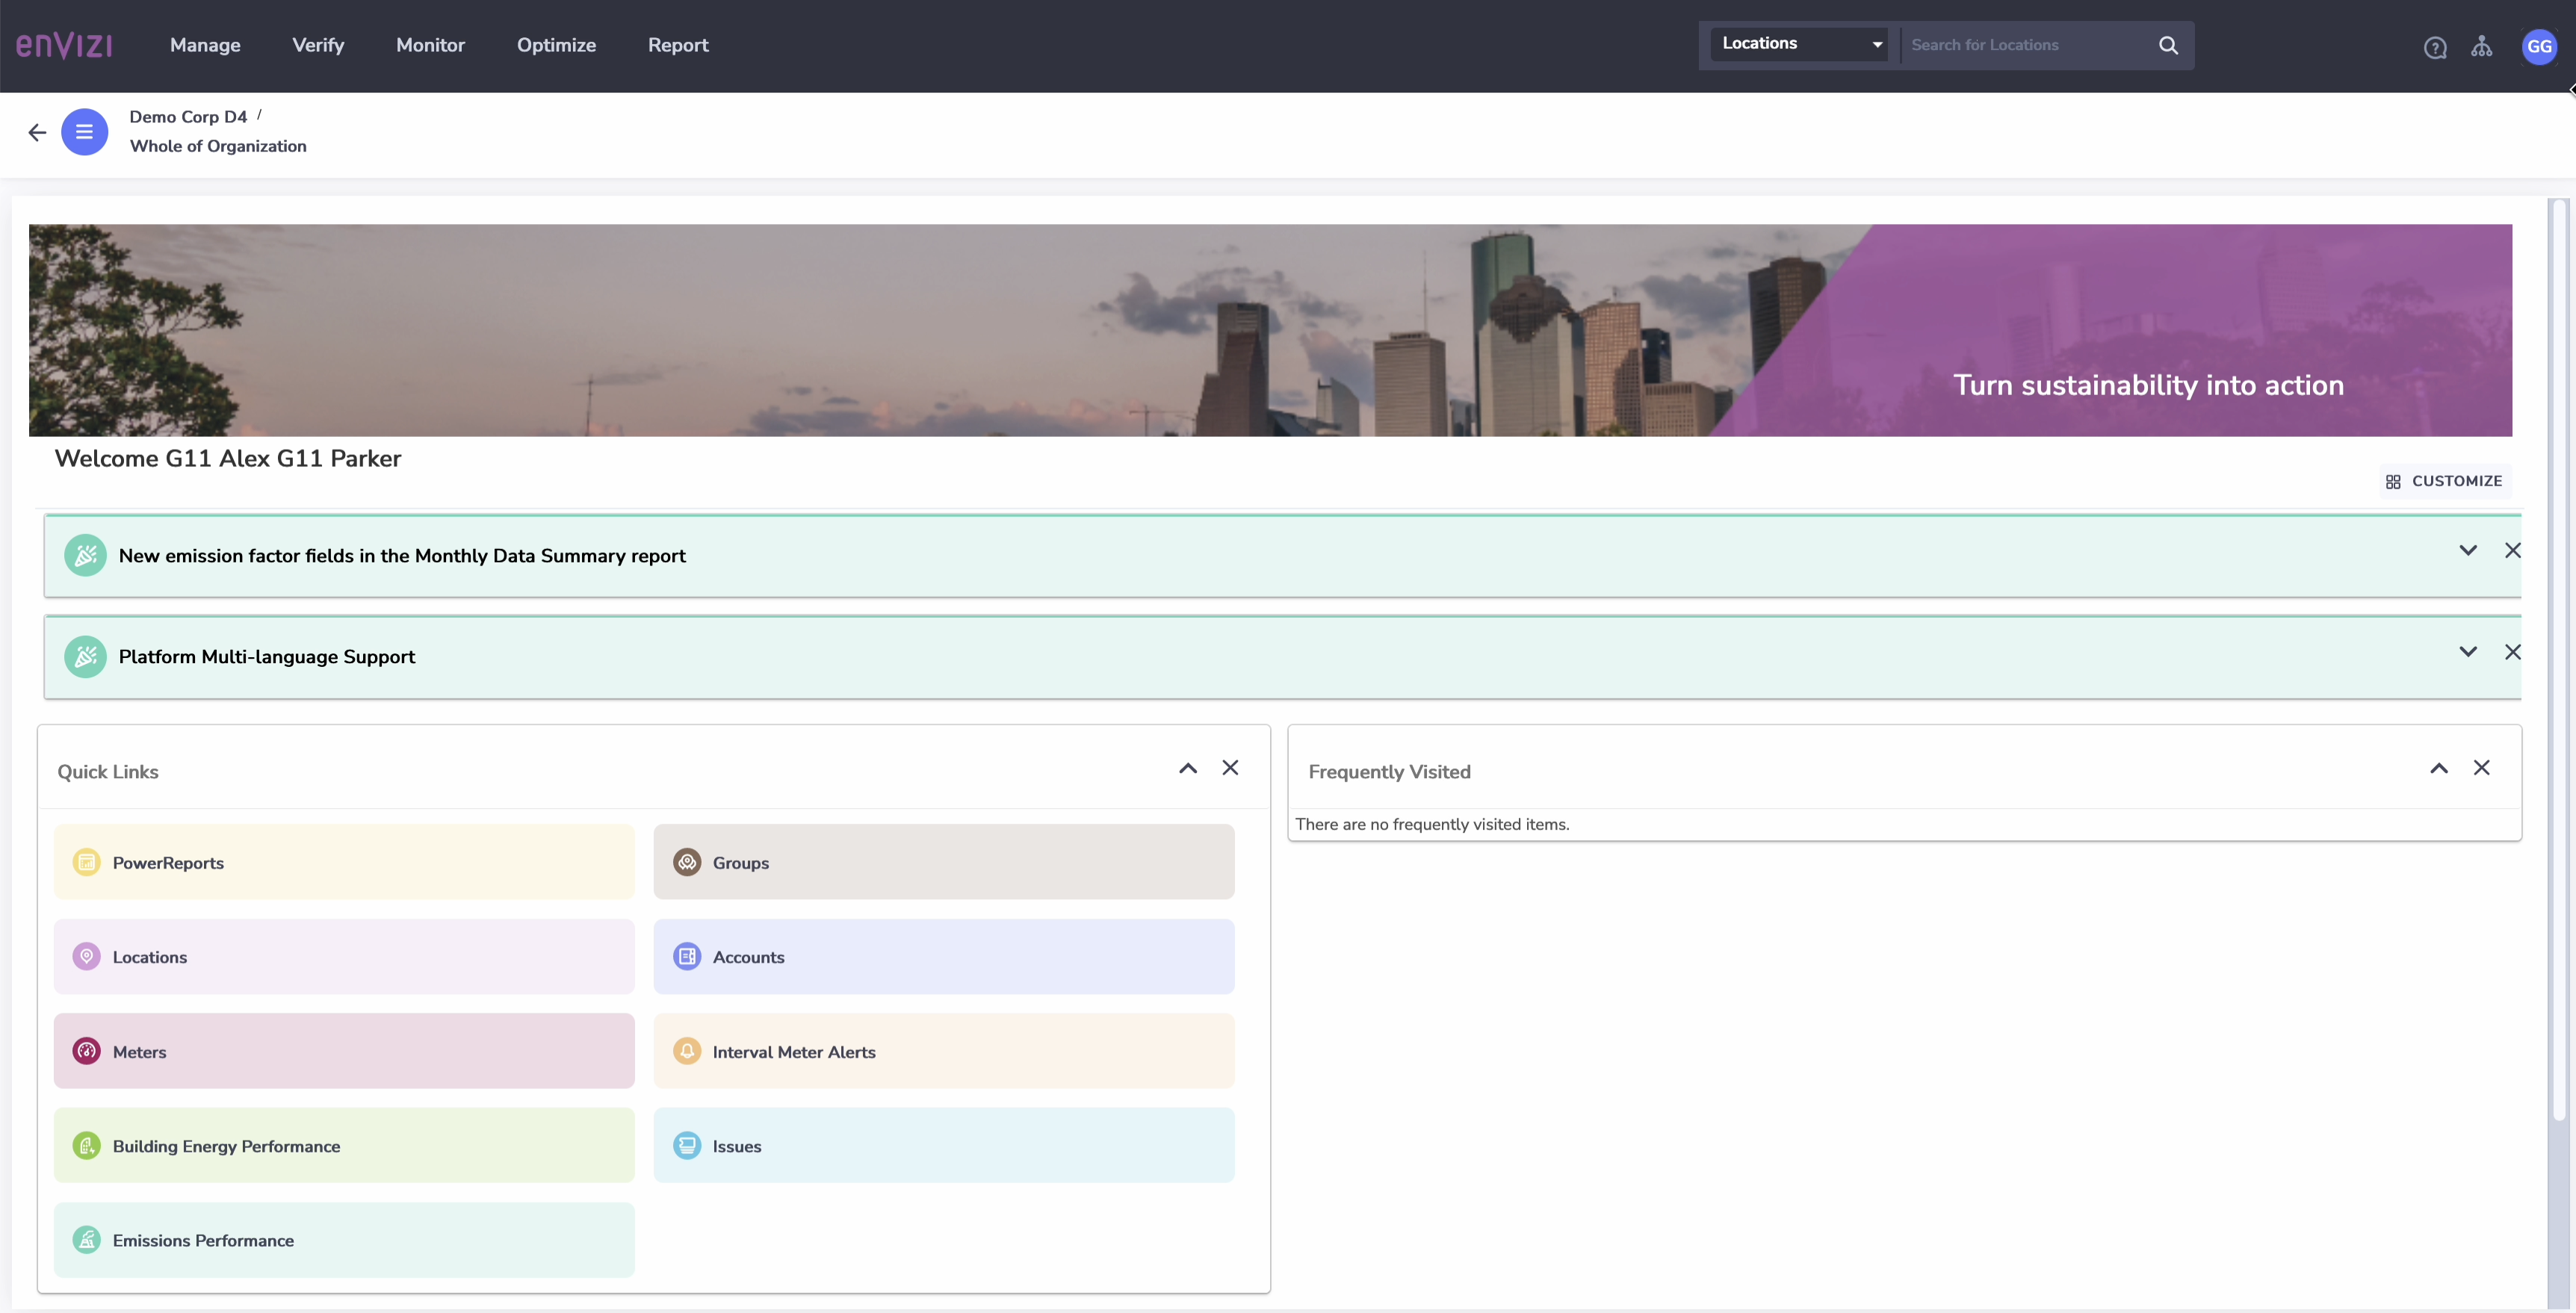 enVIZI
Manage
Verify
Monitor
Optimize
Report
Locations
Search for Locations
GG
Demo Corp D4 /
Whole of Organization
Turn sustainability into action
Welcome G11 Alex G11 Parker
CUSTOMIZE
New emission factor fields in the Monthly Data Summary report
Platform Multi-language Support
Quick Links
PowerReports
Groups
Locations
Accounts
Meters
Interval Meter Alerts
Building Energy Performance
Issues
Emissions Performance
Frequently Visited
There are no frequently visited items.